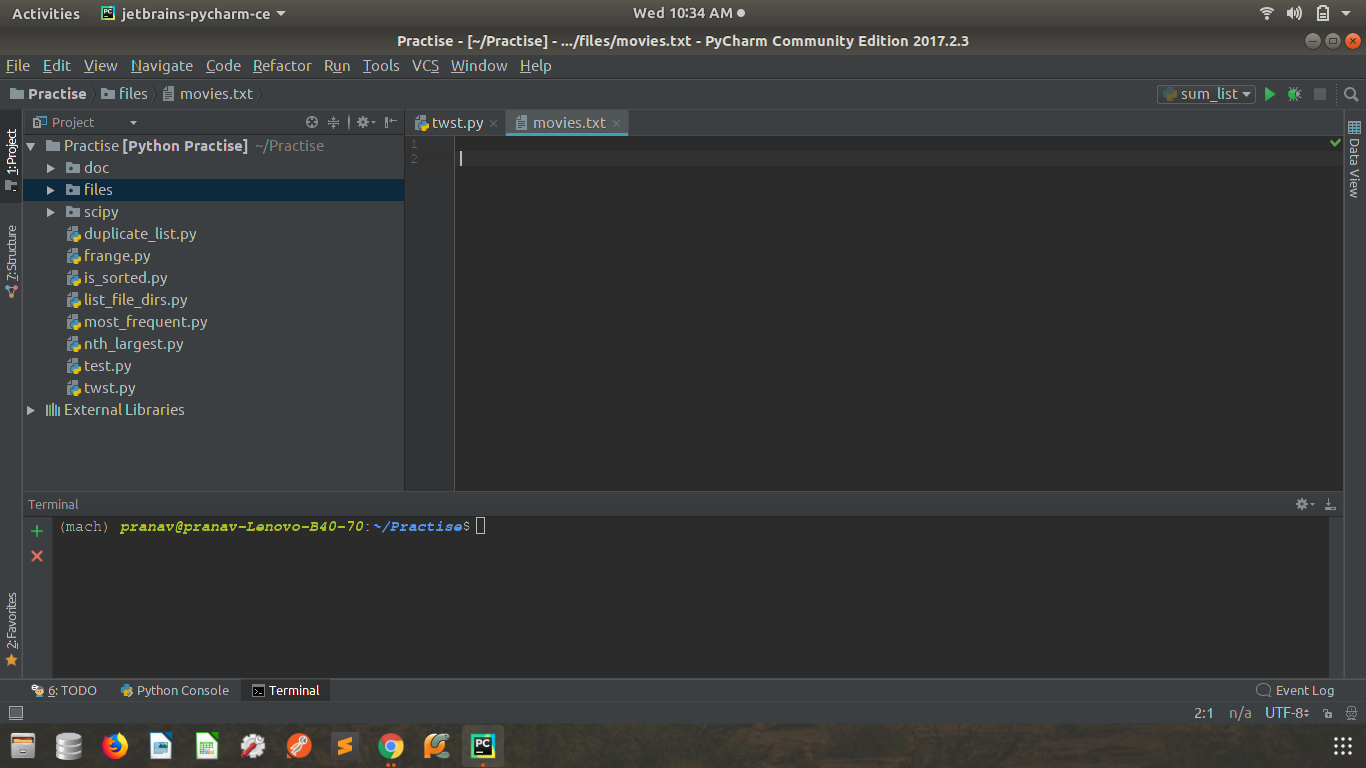 Activities jetbrains-pycharm-ce Wed 10:34 AM
Practise - [~/Practise] - .../files/movies.txt - PyCharm Community Edition 2017.2.3
File Edit View Navigate Code Refactor Run Tools VCS Window Help
Practise files movies.txt sum_list
1: Project
Project
twst.py movies.txt
1
2
Practise [Python Practise] ~/Practise
doc
files
scipy
duplicate_list.py
frange.py
is_sorted.py
list_file_dirs.py
most_frequent.py
nth_largest.py
test.py
twst.py
External Libraries
7: Structure
Data View
Terminal
(mach) pranav@pranav-Lenovo-B40-70:~/Practise$
2: Favorites
6: TODO Python Console Terminal Event Log
2:1 n/a UTF-8
PC